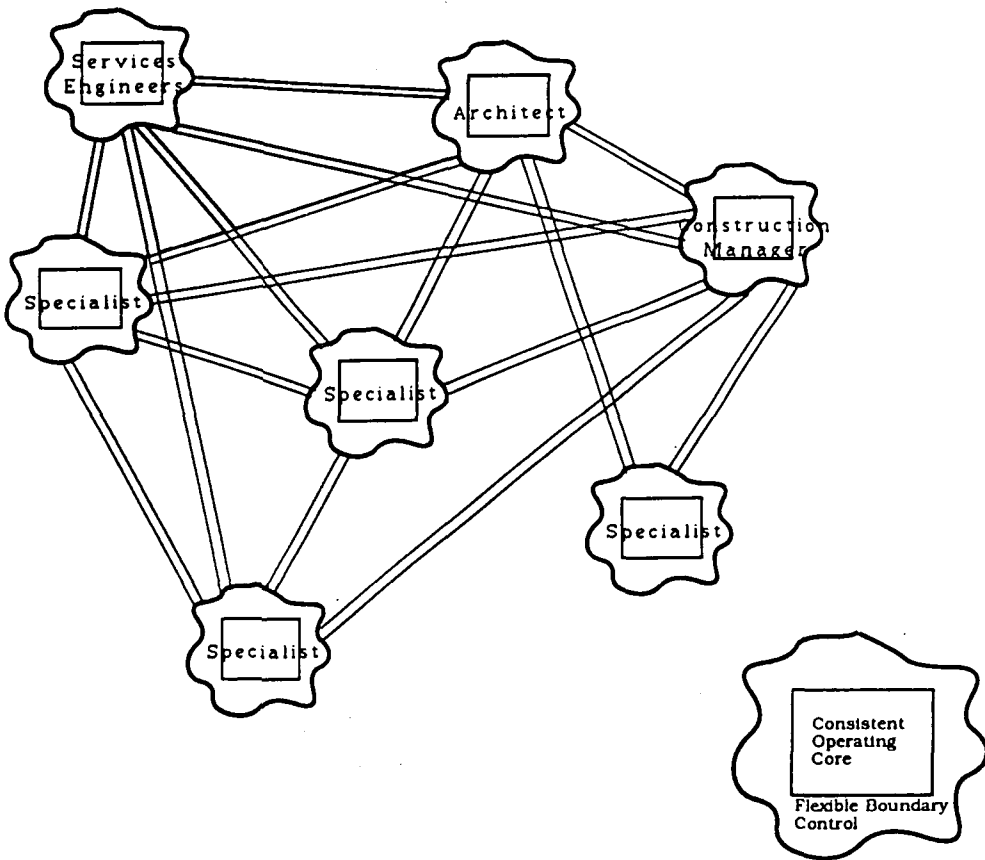 Services
Engineers
Architect
Construction
Manager
Specialist
Specialist
Specialist
Specialist
Consistent
Operating
Core
Flexible Boundary
Control